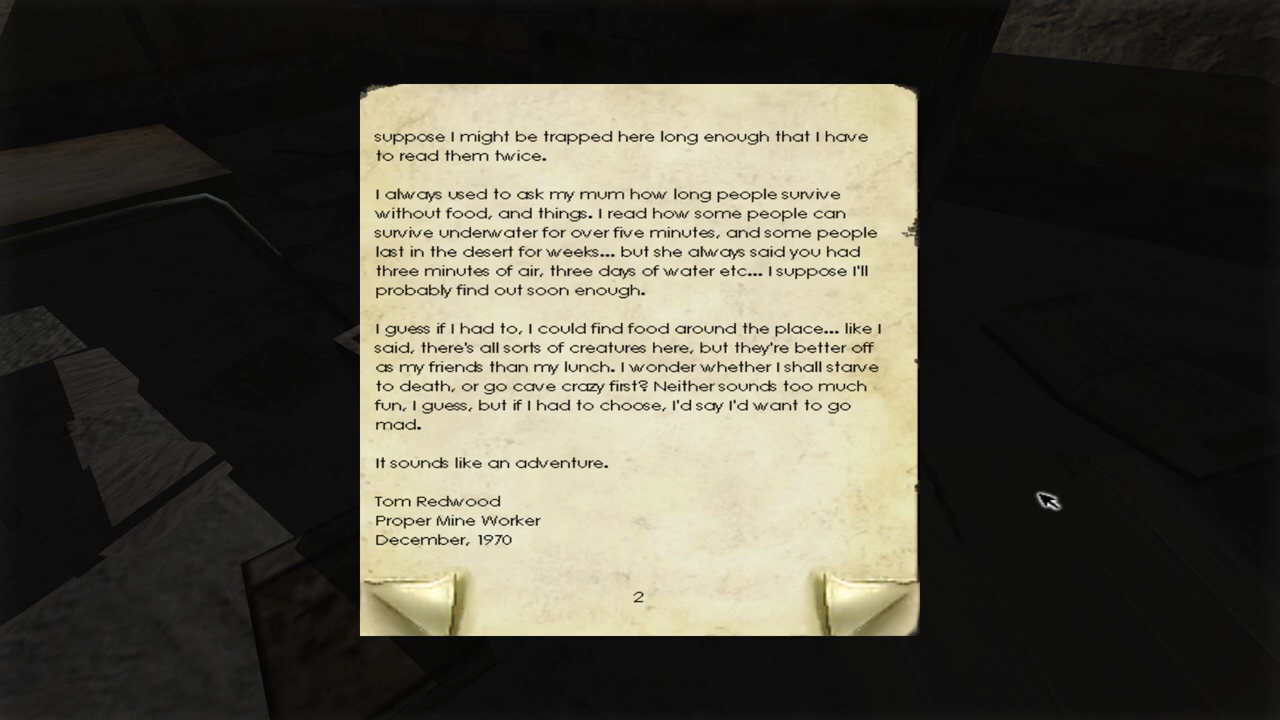 suppose I might be trapped here long enough that I have
to read them twice.
I always used to ask my mum how long people survive
without food, and things. I read how some people can
survive underwater for over five minutes, and some people
last in the desert for weeks... but she always said you had
three minutes of air, three days of water etc... I suppose I'll
probably find out soon enough.
I guess if I had to, I could find food around the place... like I
said, there's all sorts of creatures here, but they're better off
as my friends than my lunch. I wonder whether I shall starve
to death, or go cave crazy first? Neither sounds too much
fun, I guess, but if I had to choose, I'd say I'd want to go
mad.
It sounds like an adventure.
Tom Redwood
Proper Mine Worker
December, 1970
2